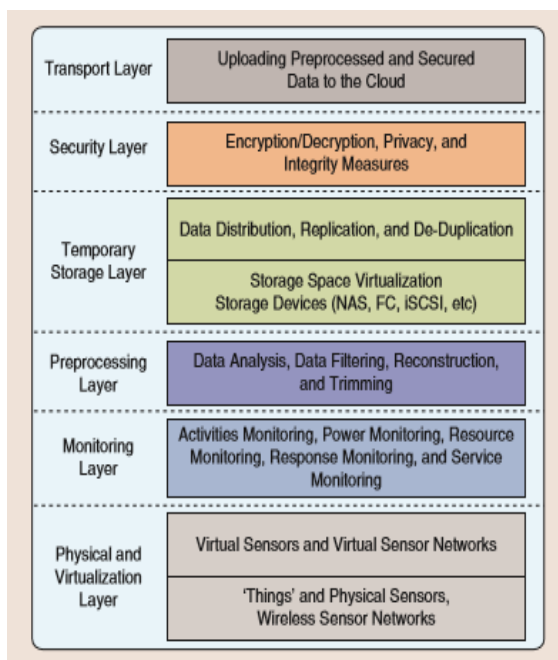 Transport Layer
Uploading Preprocessed and Secured
Data to the Cloud
Security Layer
Encryption/Decryption, Privacy, and
Integrity Measures
Temporary
Storage Layer
Data Distribution, Replication, and De-Duplication
Storage Space Virtualization
Storage Devices (NAS, FC, iSCSI, etc)
Preprocessing
Layer
Data Analysis, Data Filtering, Reconstruction,
and Trimming
Monitoring
Layer
Activities Monitoring, Power Monitoring, Resource
Monitoring, Response Monitoring, and Service
Monitoring
Physical and
Virtualization
Layer
Virtual Sensors and Virtual Sensor Networks
‘Things’ and Physical Sensors,
Wireless Sensor Networks